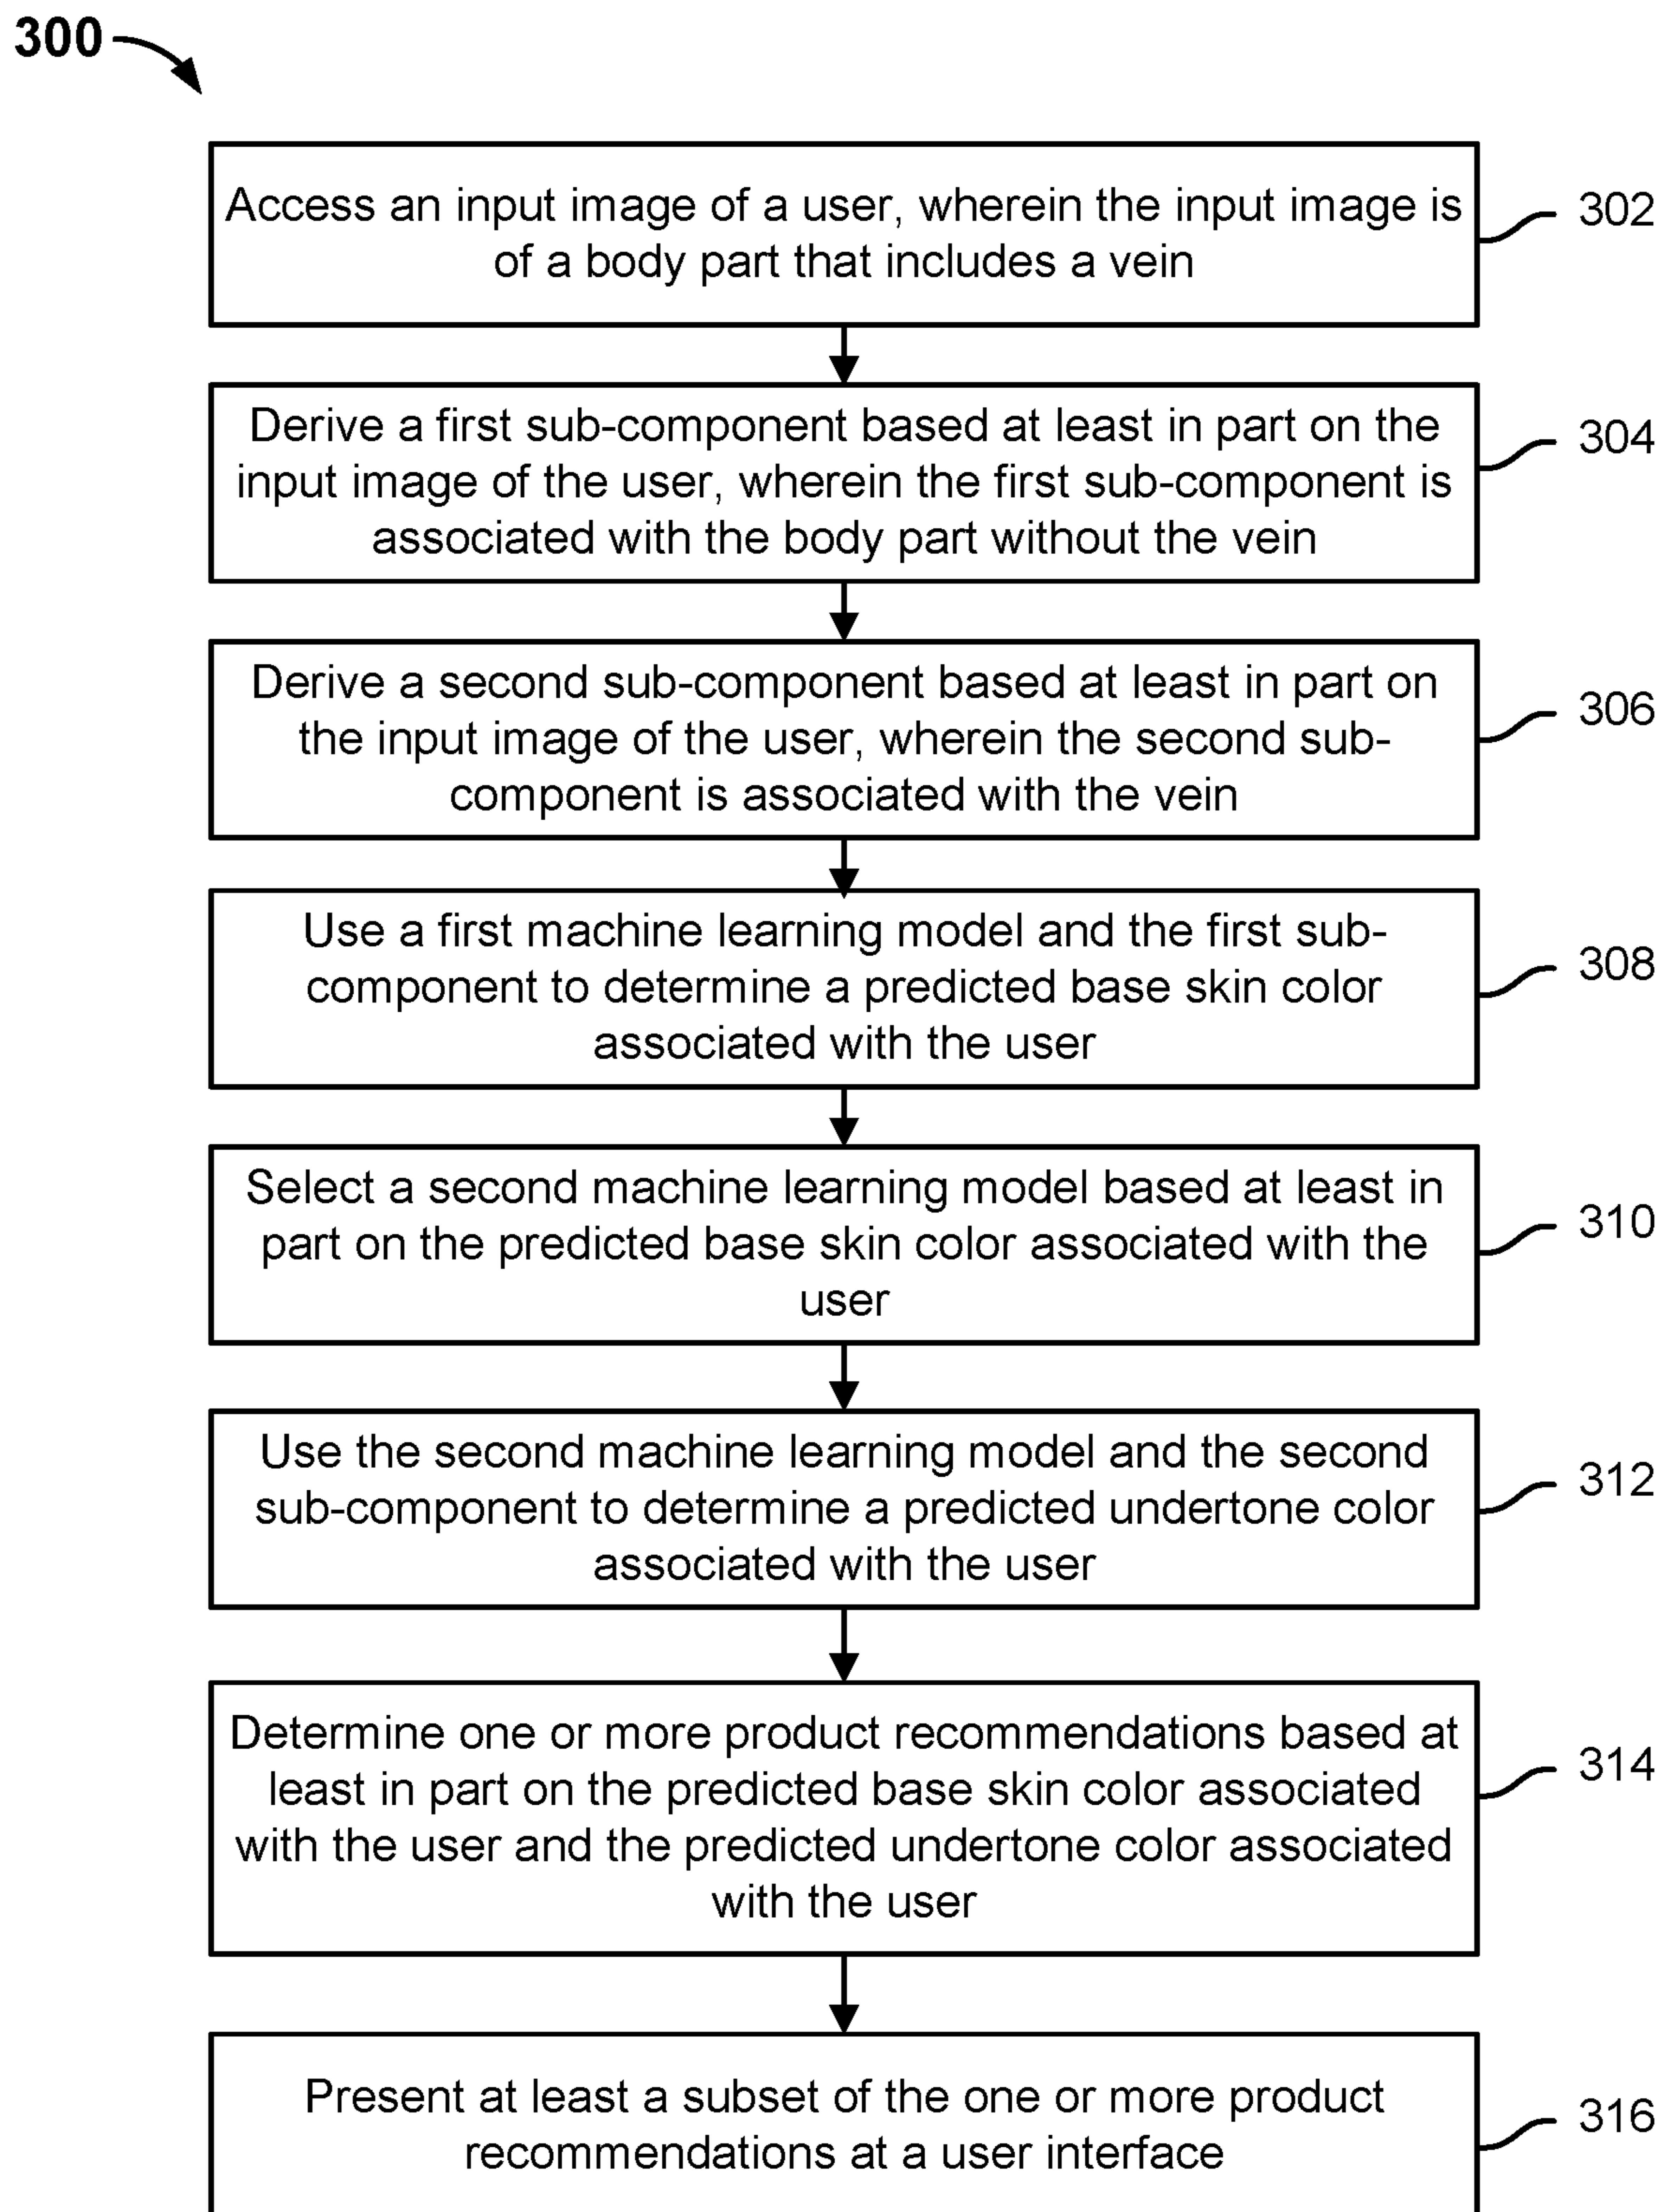 300
Access an input image of a user, wherein the input image is
of a body part that includes a vein
302
Derive a first sub-component based at least in part on the
input image of the user, wherein the first sub-component is
associated with the body part without the vein
304
Derive a second sub-component based at least in part on
the input image of the user, wherein the second sub-
component is associated with the vein
306
Use a first machine learning model and the first sub-
component to determine a predicted base skin color
associated with the user
308
Select a second machine learning model based at least in
part on the predicted base skin color associated with the
user
310
Use the second machine learning model and the second
sub-component to determine a predicted undertone color
associated with the user
312
Determine one or more product recommendations based at
least in part on the predicted base skin color associated
with the user and the predicted undertone color associated
with the user
314
Present at least a subset of the one or more product
recommendations at a user interface
316